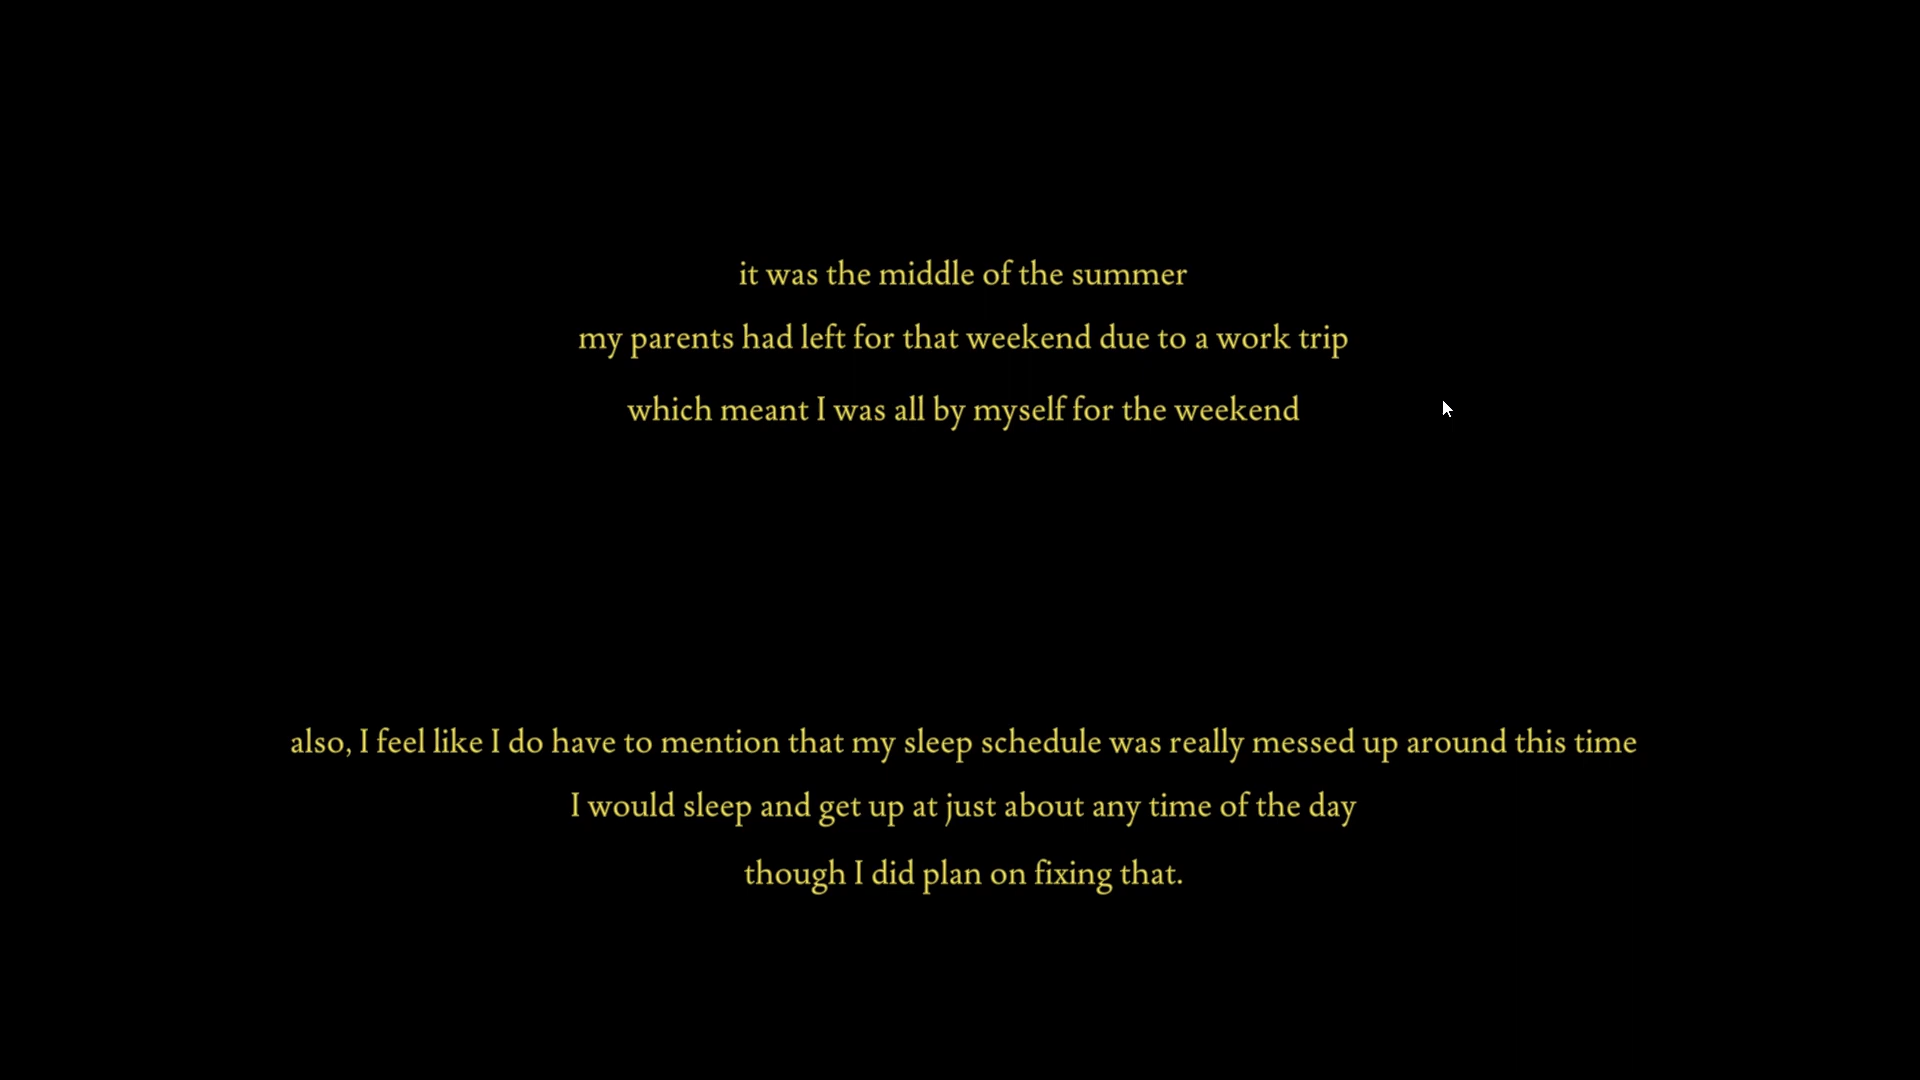 it was the middle of the summer
my parents had left for that weekend due to a work trip
which meant I was all by myself for the weekend
also, I feel like I do have to mention that my sleep schedule was really messed up around this time
I would sleep and get up at just about any time of the day
though I did plan on fixing that.